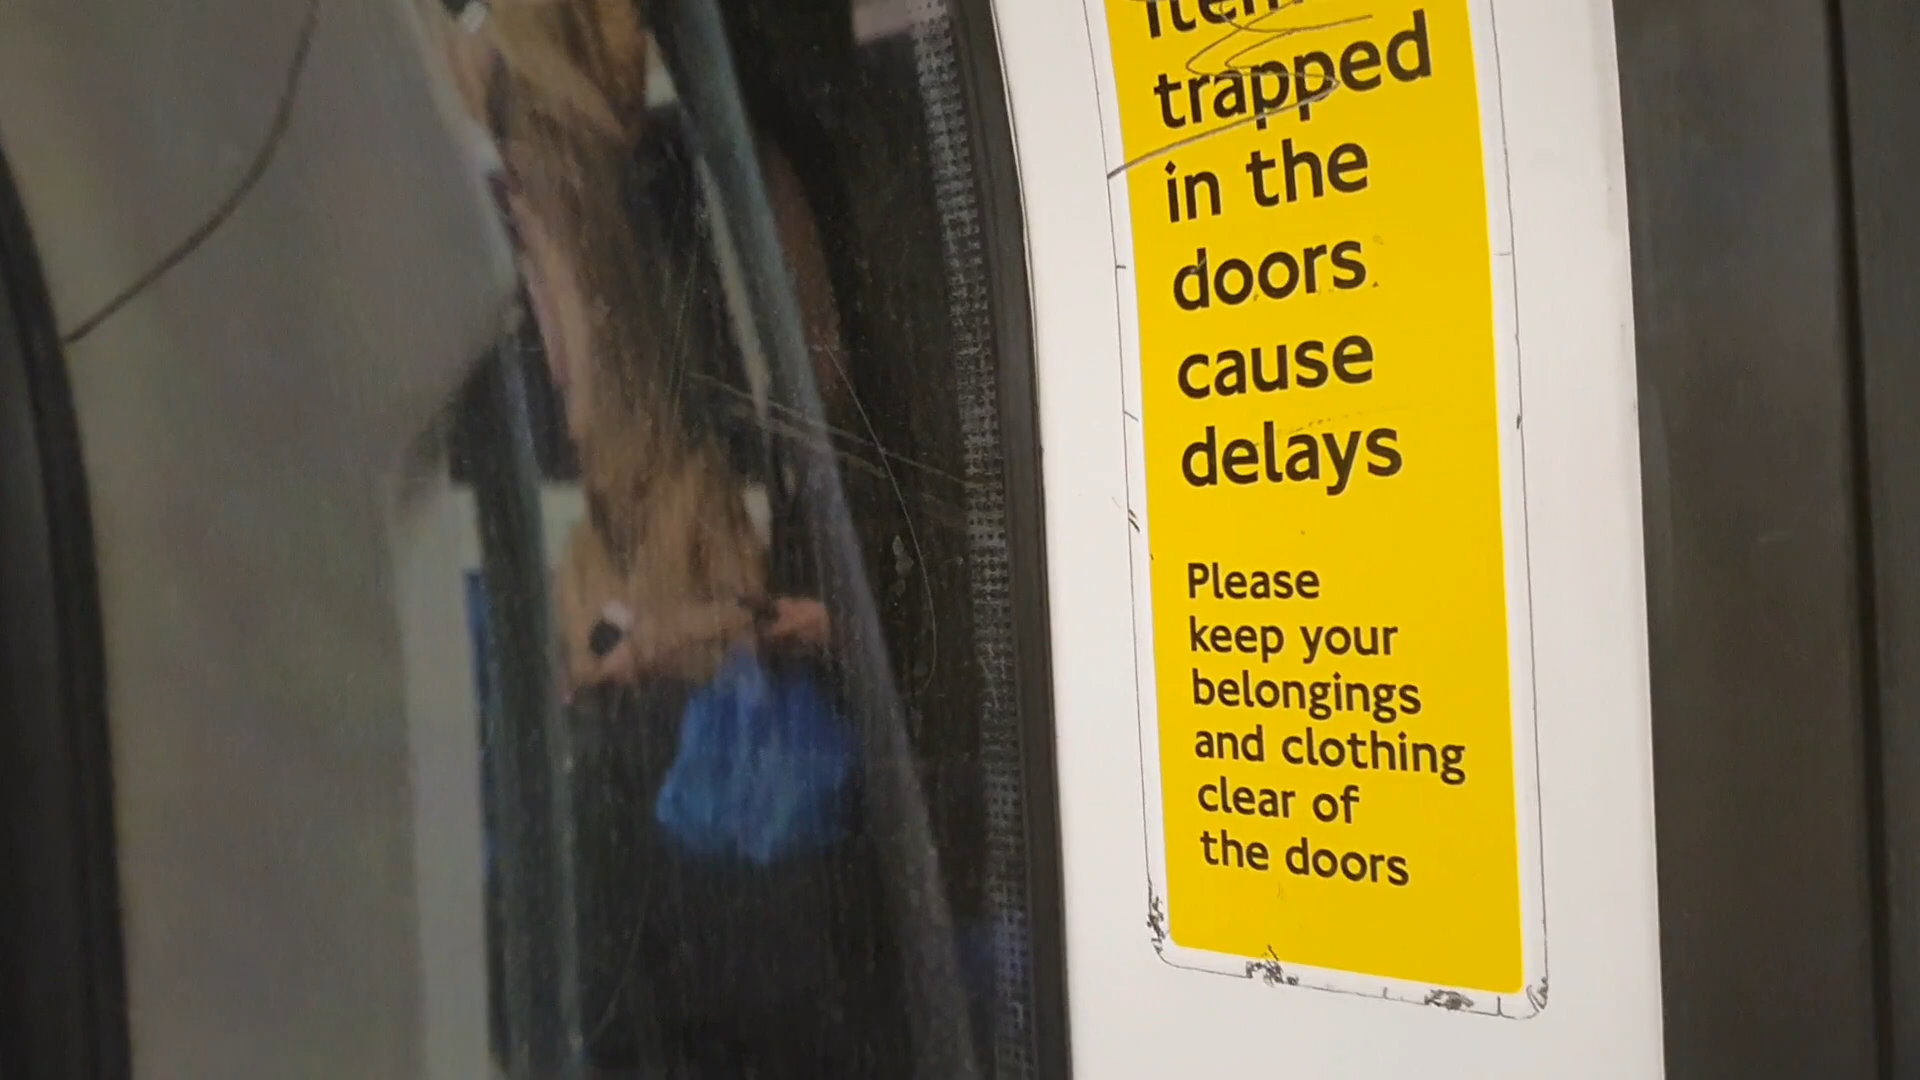 trapped
in the
doors
cause
delays
Please
keep your
belongings
and clothing
clear of
the doors